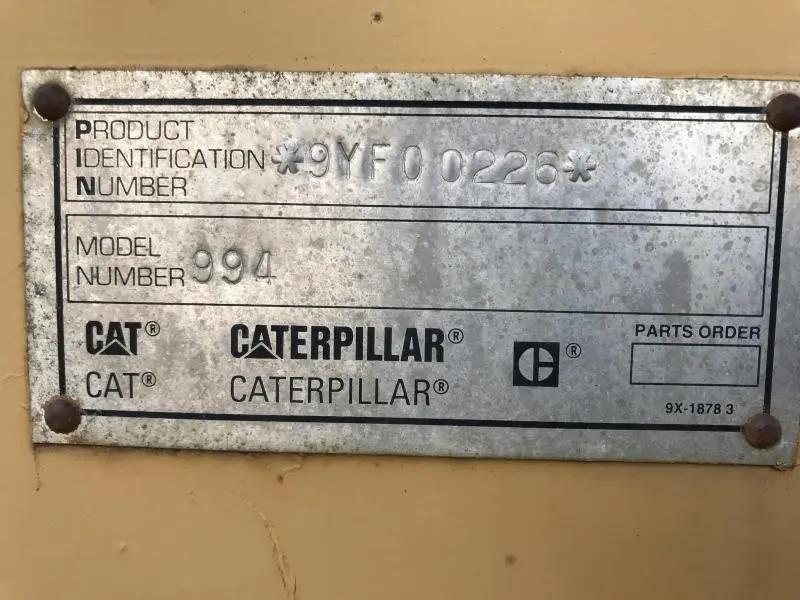 PRODUCT
IDENTIFICATION *9YF00226*
NUMBER
MODEL
NUMBER 994
CAT® CATERPILLAR® C®
CAT® CATERPILLAR®
PARTS ORDER
9X-1878 3